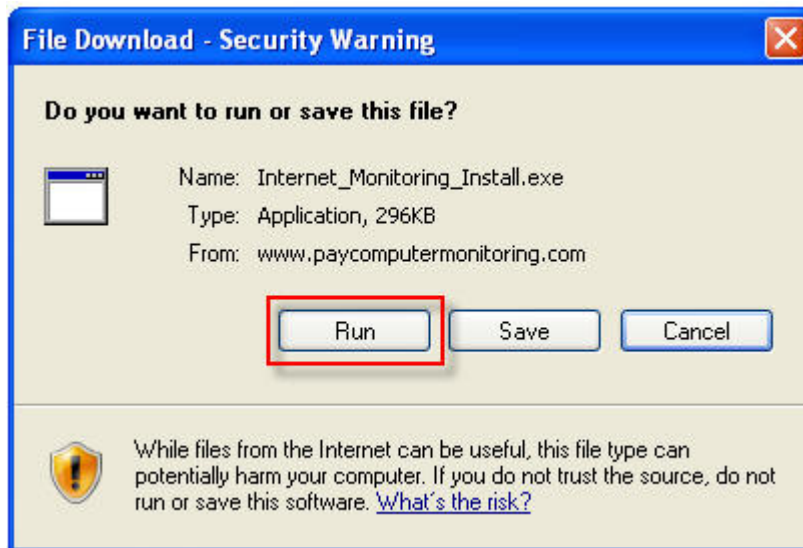 File Download - Security Warning
Do you want to run or save this file?
Name: Internet_Monitoring_Install.exe
Type: Application, 296KB
From: www.paycomputermonitoring.com
Run Save Cancel
While files from the Internet can be useful, this file type can
potentially harm your computer. If you do not trust the source, do not
run or save this software. What's the risk?